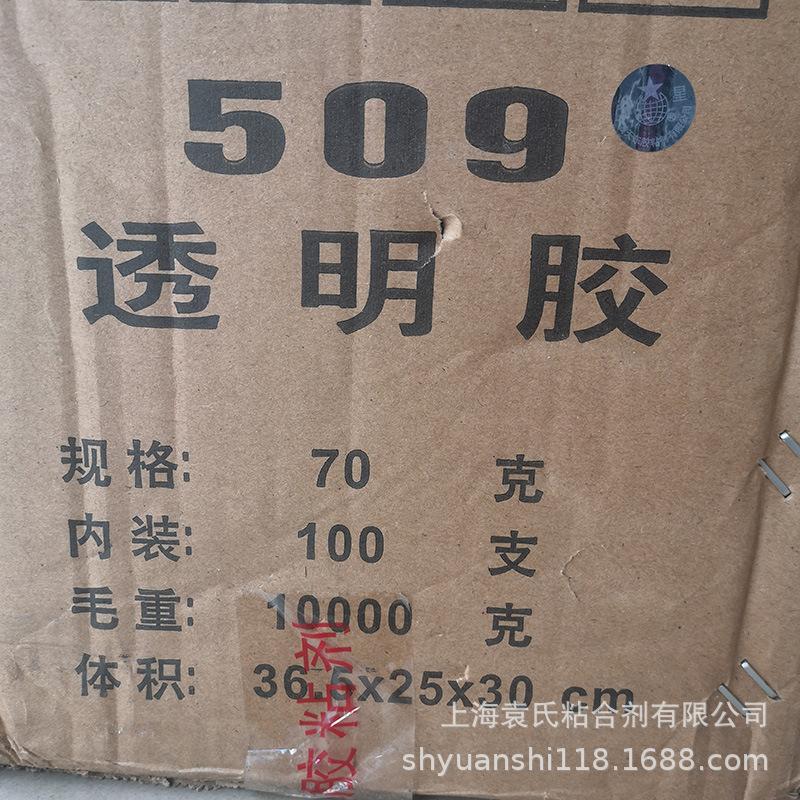 509
星
透明胶
规格: 70 克
内装: 100 支
毛重: 10000 克
体积: 36.5x25x30 cm
胶粘剂
上海袁氏粘合剂有限公司
shyuanshi118.1688.com